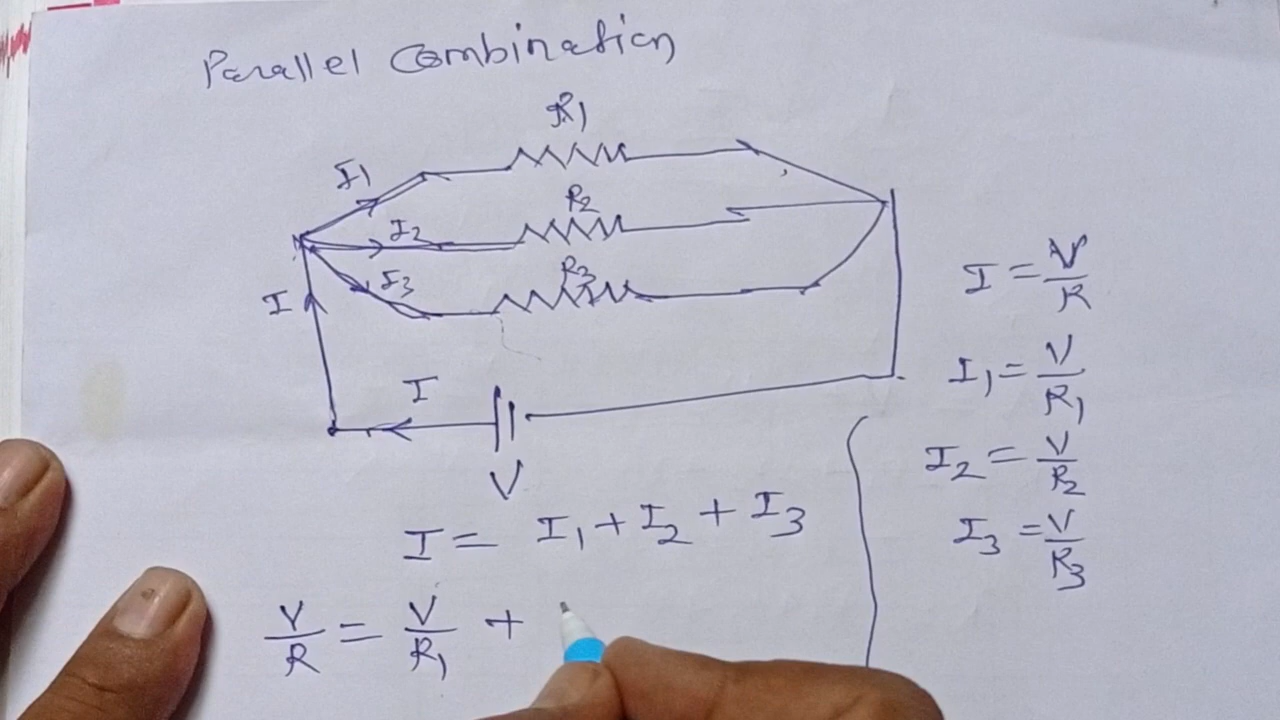 Parallel Combination
R1
I1
R2
I2
R3
I3
I
I
V
I = V/R
I1 = V/R1
I2 = V/R2
I3 = V/R3
I = I1 + I2 + I3
V/R = V/R1 +